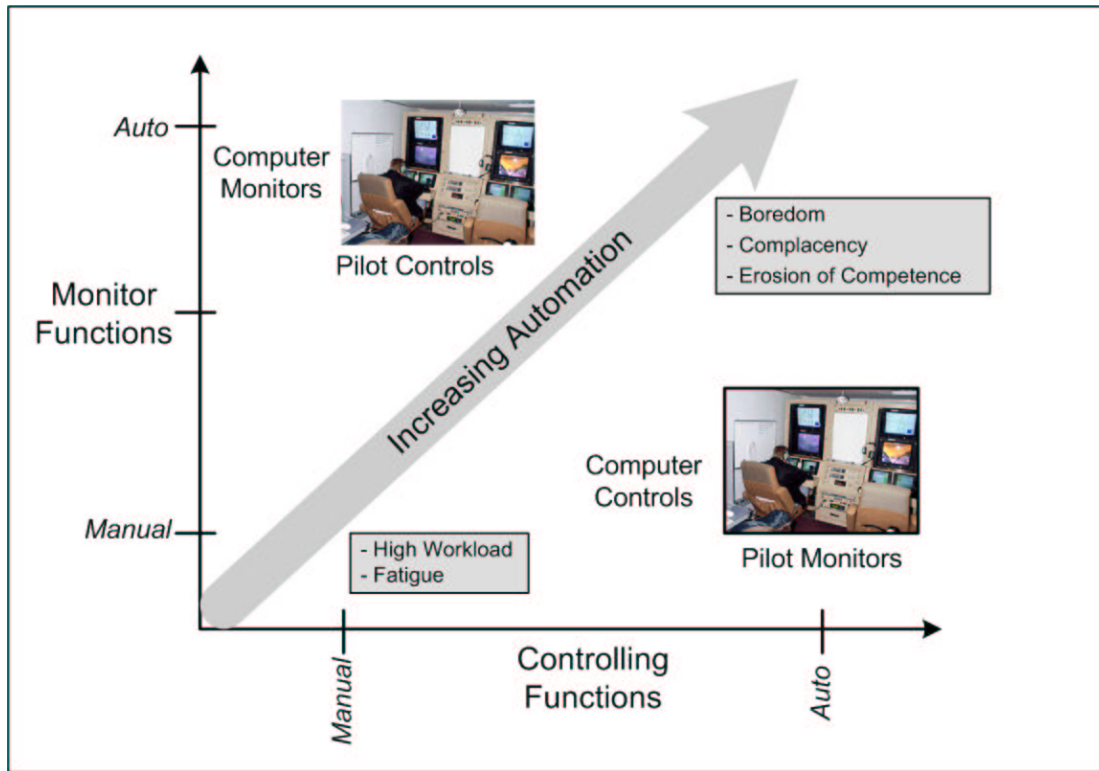 Auto
Computer
Monitors
Pilot Controls
- Boredom
- Complacency
- Erosion of Competence
Monitor
Functions
Increasing Automation
Computer
Controls
Pilot Monitors
Manual
- High Workload
- Fatigue
Manual
Controlling
Functions
Auto